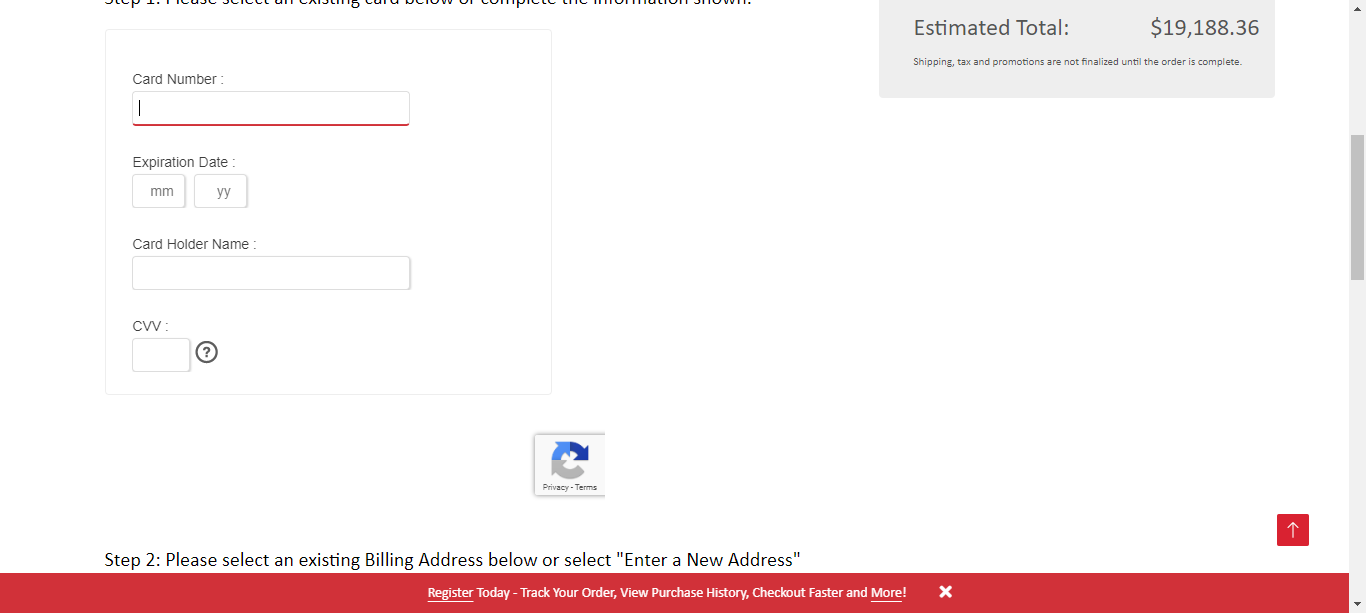 Step 1: Please select an existing card below or complete the information shown.
Estimated Total: $19,188.36
Shipping, tax and promotions are not finalized until the order is complete.
Card Number :
Expiration Date :
mm yy
Card Holder Name :
CVV :
?
Privacy - Terms
Step 2: Please select an existing Billing Address below or select "Enter a New Address"
Register Today - Track Your Order, View Purchase History, Checkout Faster and More!